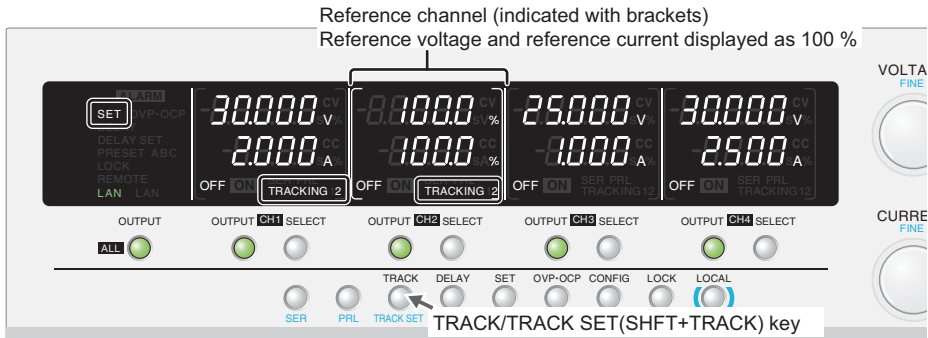 Reference channel (indicated with brackets)
Reference voltage and reference current displayed as 100 %
VOLTA
FINE
ALARM
SET OVP•OCP
DELAY SET
PRESET ABC
LOCK
REMOTE
LAN LAN
30.000 V CV
2.000 A CC
OFF ON SER PRL
TRACKING 2
100.0 % CV
100.0 % CC
OFF ON SER PRL
TRACKING 2
25.000 V CV
1.000 A CC
OFF ON SER PRL
TRACKING 12
30.000 V CV
2.500 A CC
OFF ON SER PRL
TRACKING 12
OUTPUT OUTPUT CH1 SELECT OUTPUT CH2 SELECT OUTPUT CH3 SELECT OUTPUT CH4 SELECT
ALL
CURRE
FINE
TRACK DELAY SET OVP•OCP CONFIG LOCK LOCAL
SER PRL TRACK SET
TRACK/TRACK SET(SHFT+TRACK) key